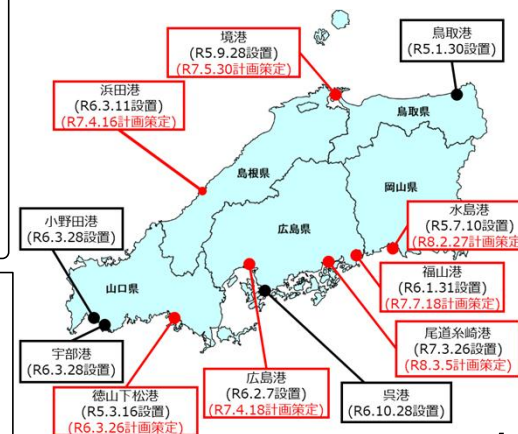 境港
(R5.9.28設置)
(R7.5.30計画策定)
鳥取港
(R5.1.30設置)
浜田港
(R6.3.11設置)
(R7.4.16計画策定)
鳥取県
島根県
岡山県
広島県
山口県
水島港
(R5.7.10設置)
(R8.2.27計画策定)
小野田港
(R6.3.28設置)
福山港
(R6.1.31設置)
(R7.7.18計画策定)
尾道糸崎港
(R7.3.26設置)
(R8.3.5計画策定)
宇部港
(R6.3.28設置)
徳山下松港
(R5.3.16設置)
(R6.3.26計画策定)
広島港
(R6.2.7設置)
(R7.4.18計画策定)
呉港
(R6.10.28設置)